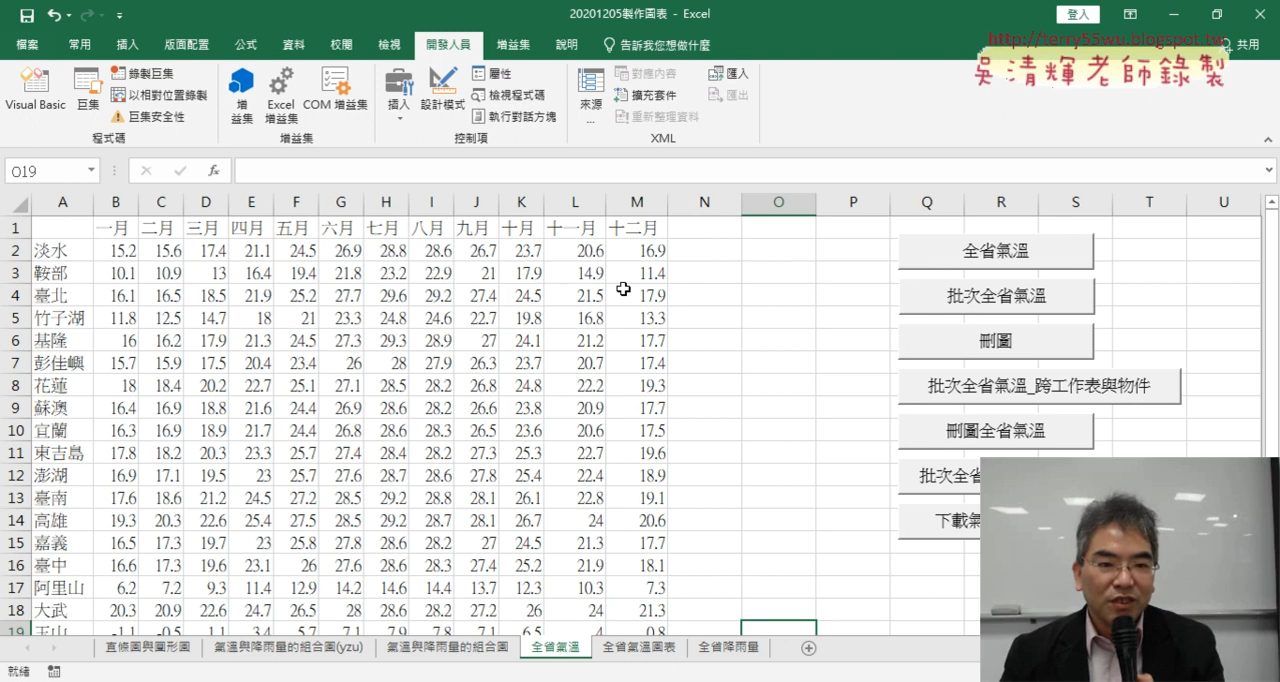 20201205製作圖表 - Excel
登入
檔案 常用 插入 版面配置 公式 資料 校閱 檢視 開發人員 增益集 說明 告訴我您想做什麼 共用
http://terry55wu.blogspot.tw
吳清輝老師錄製
Visual Basic 巨集 錄製巨集 以相對位置錄製 巨集安全性
增益集 Excel 增益集 COM 增益集
插入 設計模式 屬性 檢視程式碼 執行對話方塊
來源... 對應內容 擴充套件 重新整理資料 匯入 匯出
程式碼 增益集 控制項 XML
O19 fx
A B C D E F G H I J K L M N O P Q R S T U
1 一月 二月 三月 四月 五月 六月 七月 八月 九月 十月 十一月 十二月
2 淡水 15.2 15.6 17.4 21.1 24.5 26.9 28.8 28.6 26.7 23.7 20.6 16.9
3 鞍部 10.1 10.9 13 16.4 19.4 21.8 23.2 22.9 21 17.9 14.9 11.4
4 臺北 16.1 16.5 18.5 21.9 25.2 27.7 29.6 29.2 27.4 24.5 21.5 17.9
5 竹子湖 11.8 12.5 14.7 18 21 23.3 24.8 24.6 22.7 19.8 16.8 13.3
6 基隆 16 16.2 17.9 21.3 24.5 27.3 29.3 28.9 27 24.1 21.2 17.7
7 彭佳嶼 15.7 15.9 17.5 20.4 23.4 26 28 27.9 26.3 23.7 20.7 17.4
8 花蓮 18 18.4 20.2 22.7 25.1 27.1 28.5 28.2 26.8 24.8 22.2 19.3
9 蘇澳 16.4 16.9 18.8 21.6 24.4 26.9 28.6 28.2 26.6 23.8 20.9 17.7
10 宜蘭 16.3 16.9 18.9 21.7 24.4 26.8 28.6 28.3 26.5 23.6 20.6 17.5
11 東吉島 17.8 18.2 20.3 23.3 25.7 27.4 28.4 28.2 27.3 25.3 22.7 19.6
12 澎湖 16.9 17.1 19.5 23 25.7 27.6 28.7 28.6 27.8 25.4 22.4 18.9
13 臺南 17.6 18.6 21.2 24.5 27.2 28.5 29.2 28.8 28.1 26.1 22.8 19.1
14 高雄 19.3 20.3 22.6 25.4 27.5 28.5 29.2 28.7 28.1 26.7 24 20.6
15 嘉義 16.5 17.3 19.7 23 25.8 27.8 28.6 28.2 27 24.5 21.3 17.7
16 臺中 16.6 17.3 19.6 23.1 26 27.6 28.6 28.3 27.4 25.2 21.9 18.1
17 阿里山 6.2 7.2 9.3 11.4 12.9 14.2 14.6 14.4 13.7 12.3 10.3 7.3
18 大武 20.3 20.9 22.6 24.7 26.5 28 28.6 28.2 27.2 26 24 21.3
19 玉山 -1.1 -0.5 1.1 3.4 5.7 7.1 7.9 7.8 7.1 6.5 4 0.8
全省氣溫
批次全省氣溫
刪圖
批次全省氣溫_跨工作表與物件
刪圖全省氣溫
批次全省
下載氣
直條圖與圓形圖 氣溫與降雨量的組合圖(yzu) 氣溫與降雨量的組合圖 全省氣溫 全省氣溫圖表 全省降雨量
就緒